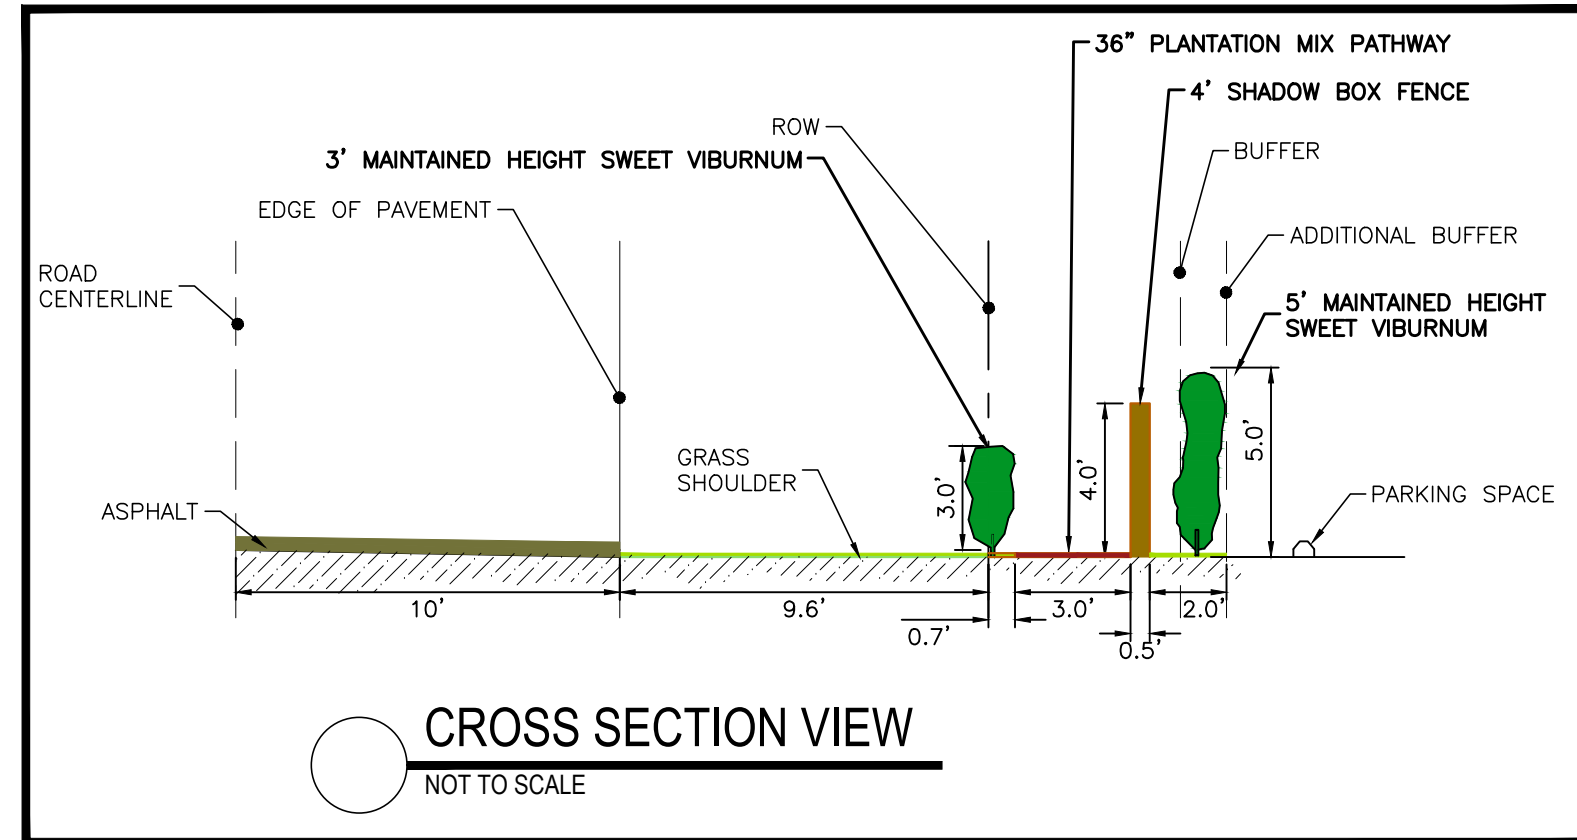 36" PLANTATION MIX PATHWAY
4' SHADOW BOX FENCE
ROW
3' MAINTAINED HEIGHT SWEET VIBURNUM
BUFFER
EDGE OF PAVEMENT
ADDITIONAL BUFFER
ROAD
CENTERLINE
5' MAINTAINED HEIGHT
SWEET VIBURNUM
GRASS
SHOULDER
ASPHALT
3.0'
4.0'
5.0'
PARKING SPACE
10'
9.6'
0.7'
3.0'
0.5'
2.0'
CROSS SECTION VIEW
NOT TO SCALE